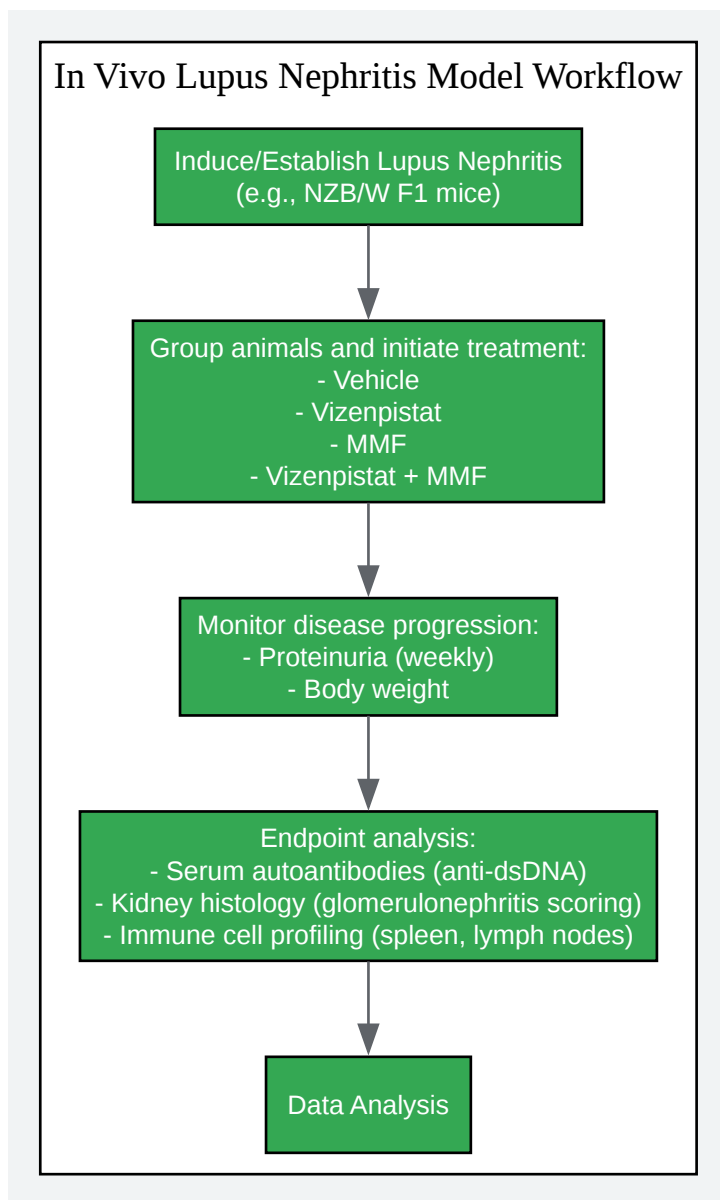 In Vivo Lupus Nephritis Model Workflow
Induce/Establish Lupus Nephritis
(e.g., NZB/W F1 mice)
Group animals and initiate treatment:
- Vehicle
- Vizenpistat
- MMF
- Vizenpistat + MMF
Monitor disease progression:
- Proteinuria (weekly)
- Body weight
Endpoint analysis:
- Serum autoantibodies (anti-dsDNA)
- Kidney histology (glomerulonephritis scoring)
- Immune cell profiling (spleen, lymph nodes)
Data Analysis